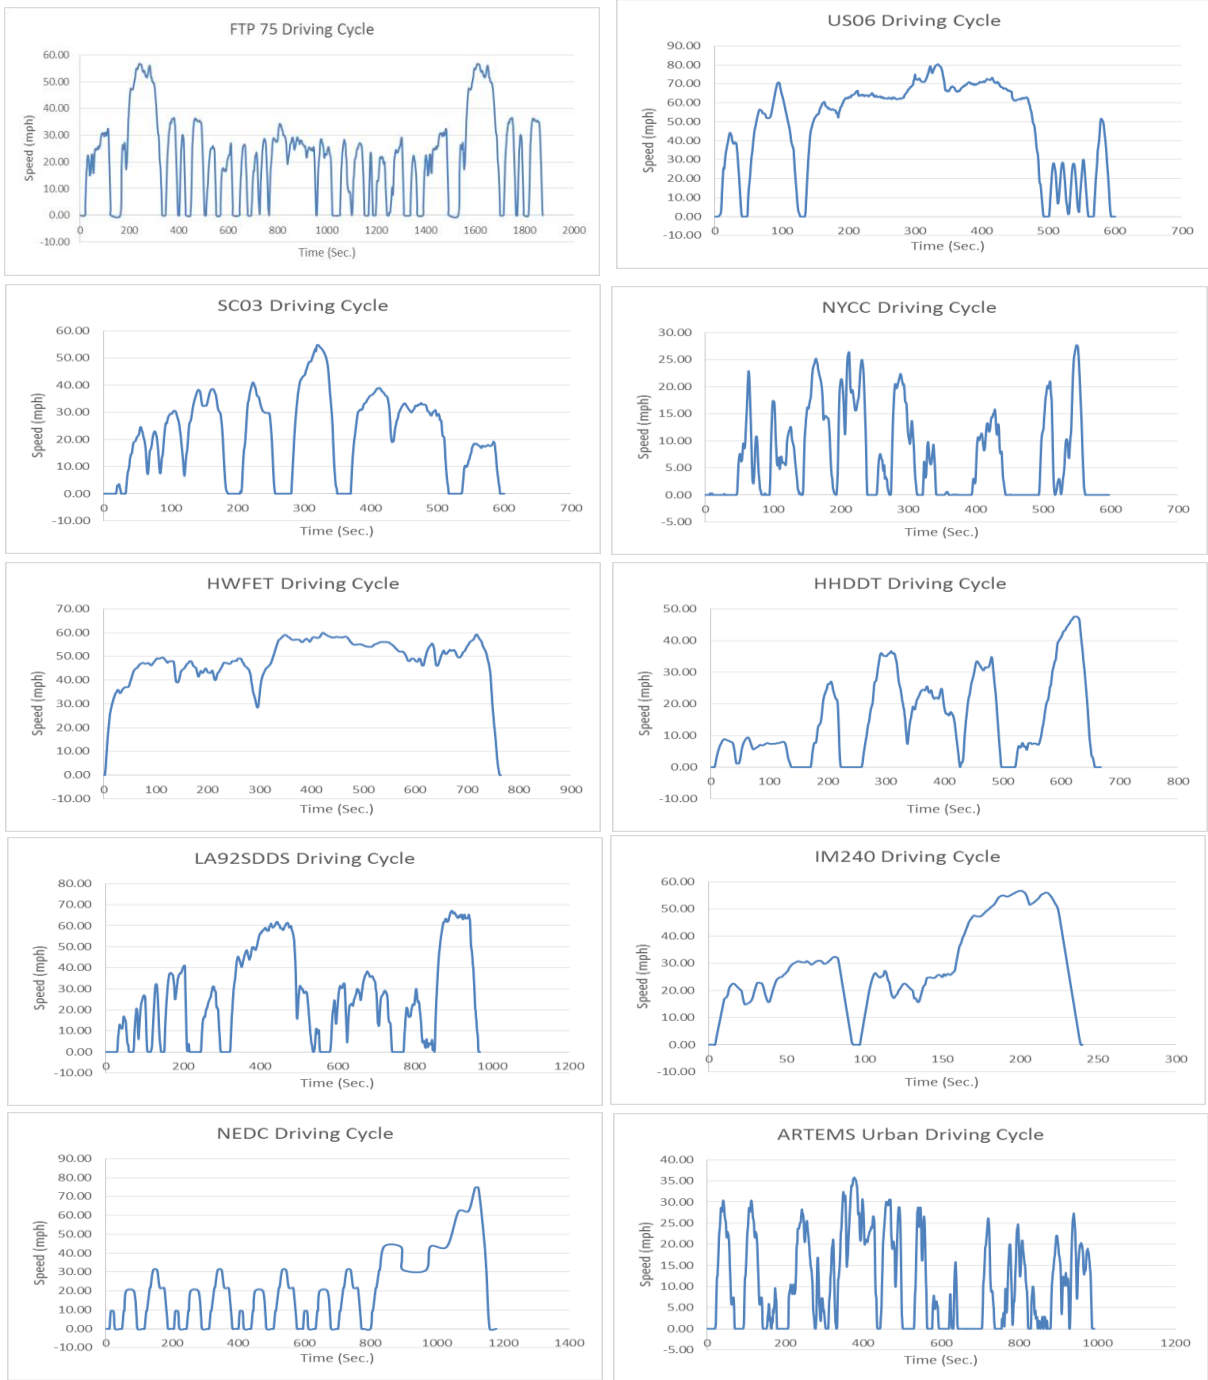 FTP 75 Driving Cycle
60.00
50.00
40.00
30.00
20.00
10.00
0.00
-10.00
Speed (mph)
0 200 400 600 800 1000 1200 1400 1600 1800 2000
Time (Sec.)
US06 Driving Cycle
90.00
80.00
70.00
60.00
50.00
40.00
30.00
20.00
10.00
0.00
-10.00
Speed (mph)
0 100 200 300 400 500 600 700
Time (Sec.)
SC03 Driving Cycle
60.00
50.00
40.00
30.00
20.00
10.00
0.00
-10.00
Speed (mph)
0 100 200 300 400 500 600 700
Time (Sec.)
NYCC Driving Cycle
30.00
25.00
20.00
15.00
10.00
5.00
0.00
-5.00
Speed (mph)
0 100 200 300 400 500 600 700
Time (Sec.)
HWFET Driving Cycle
70.00
60.00
50.00
40.00
30.00
20.00
10.00
0.00
-10.00
Speed (mph)
0 100 200 300 400 500 600 700 800 900
Time (Sec.)
HHDDT Driving Cycle
50.00
40.00
30.00
20.00
10.00
0.00
-10.00
Speed (mph)
0 100 200 300 400 500 600 700 800
Time (Sec.)
LA92SDDS Driving Cycle
80.00
70.00
60.00
50.00
40.00
30.00
20.00
10.00
0.00
-10.00
Speed (mph)
0 200 400 600 800 1000 1200
Time (Sec.)
IM240 Driving Cycle
60.00
50.00
40.00
30.00
20.00
10.00
0.00
-10.00
Speed (mph)
0 50 100 150 200 250 300
Time (Sec.)
NEDC Driving Cycle
90.00
80.00
70.00
60.00
50.00
40.00
30.00
20.00
10.00
0.00
-10.00
Speed (mph)
0 200 400 600 800 1000 1200 1400
Time (Sec.)
ARTEMS Urban Driving Cycle
40.00
35.00
30.00
25.00
20.00
15.00
10.00
5.00
0.00
-5.00
Speed (mph)
0 200 400 600 800 1000 1200
Time (Sec.)